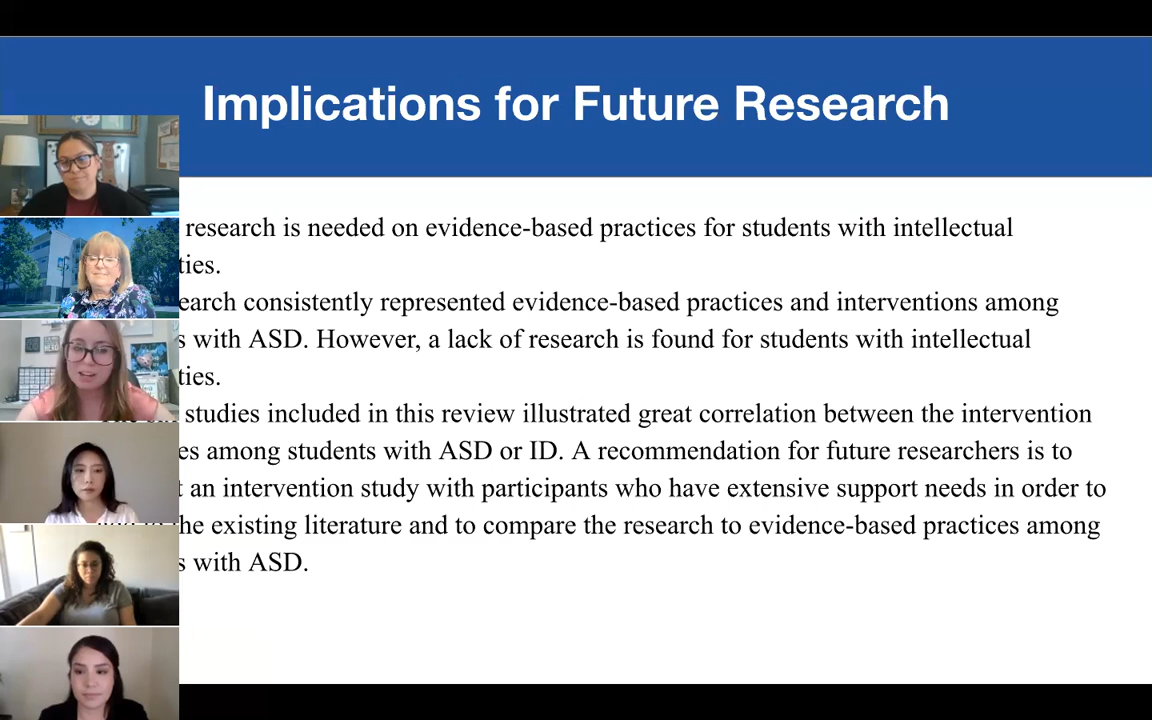 Implications for Future Research
research is needed on evidence-based practices for students with intellectual
ties.
earch consistently represented evidence-based practices and interventions among
s with ASD. However, a lack of research is found for students with intellectual
ties.
studies included in this review illustrated great correlation between the intervention
es among students with ASD or ID. A recommendation for future researchers is to
t an intervention study with participants who have extensive support needs in order to
the existing literature and to compare the research to evidence-based practices among
s with ASD.